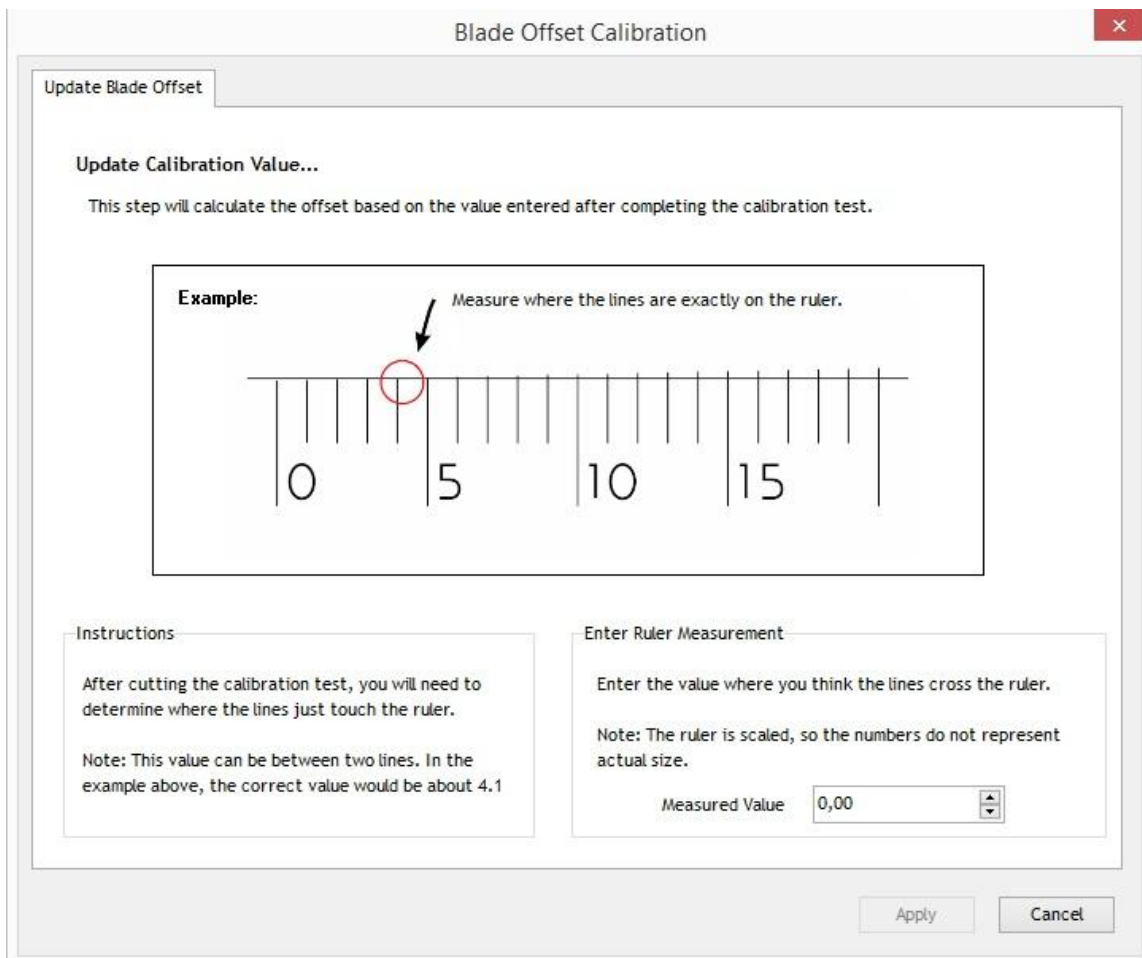 Blade Offset Calibration
Update Blade Offset
Update Calibration Value...
This step will calculate the offset based on the value entered after completing the calibration test.
Example:
Measure where the lines are exactly on the ruler.
0 5 10 15
Instructions
After cutting the calibration test, you will need to
determine where the lines just touch the ruler.
Note: This value can be between two lines. In the
example above, the correct value would be about 4.1
Enter Ruler Measurement
Enter the value where you think the lines cross the ruler.
Note: The ruler is scaled, so the numbers do not represent
actual size.
Measured Value 0,00
Apply Cancel